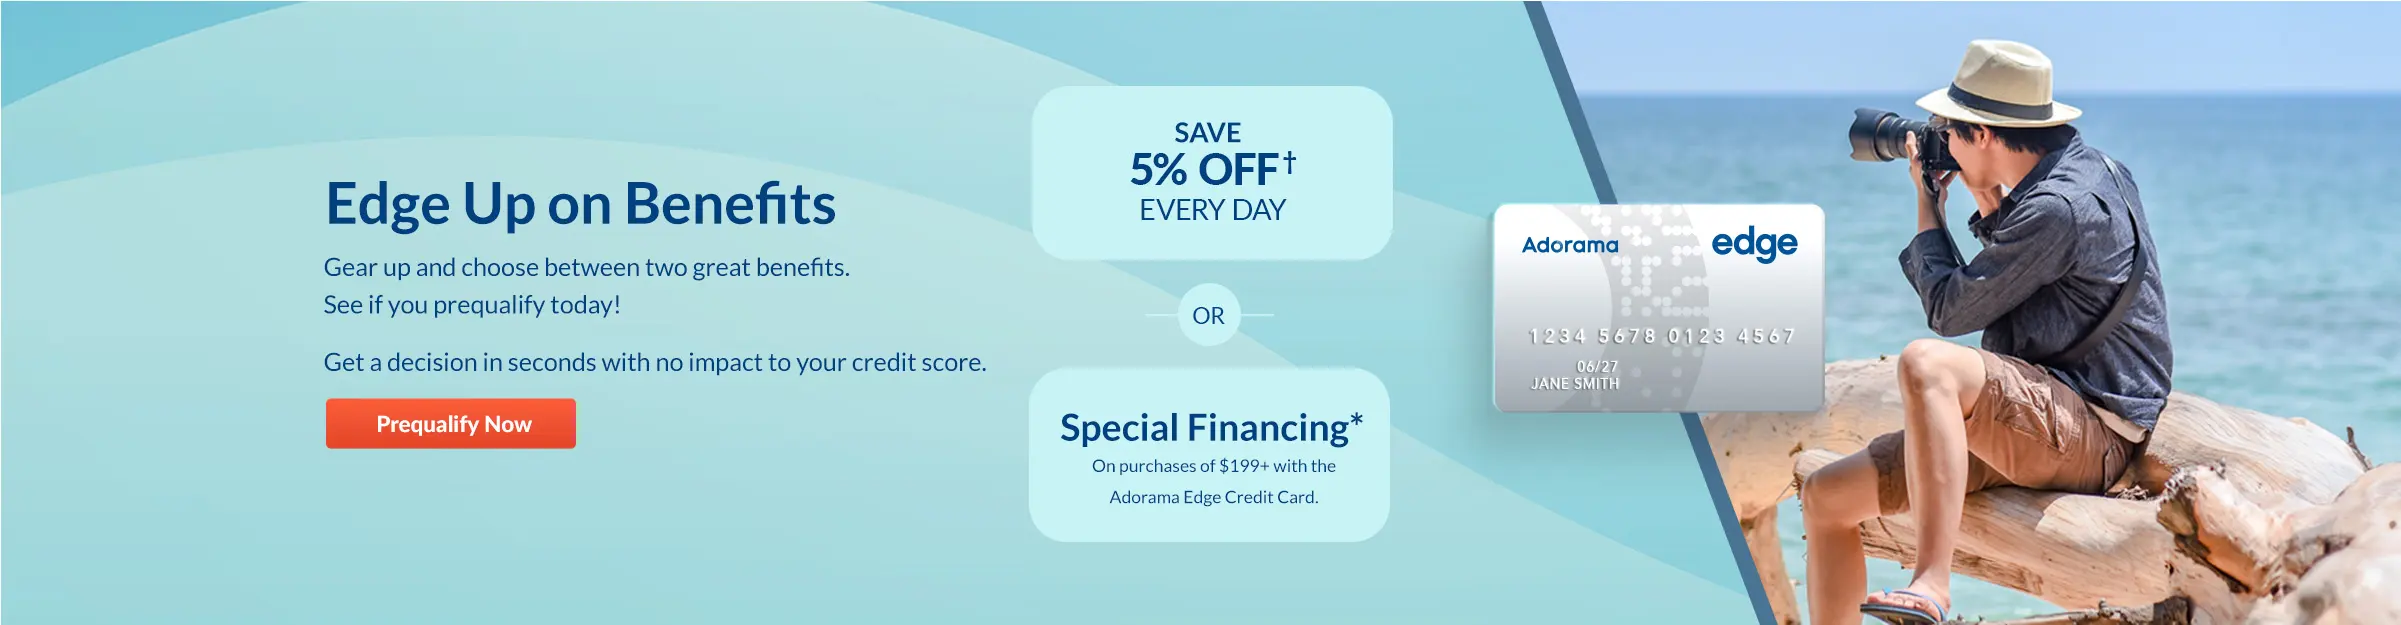 Edge Up on Benefits
Gear up and choose between two great benefits.
See if you prequalify today!
Get a decision in seconds with no impact to your credit score.
Prequalify Now
SAVE
5% OFF†
EVERY DAY
OR
Special Financing*
On purchases of $199+ with the
Adorama Edge Credit Card.
Adorama edge
1234 5678 0123 4567
06/27
JANE SMITH